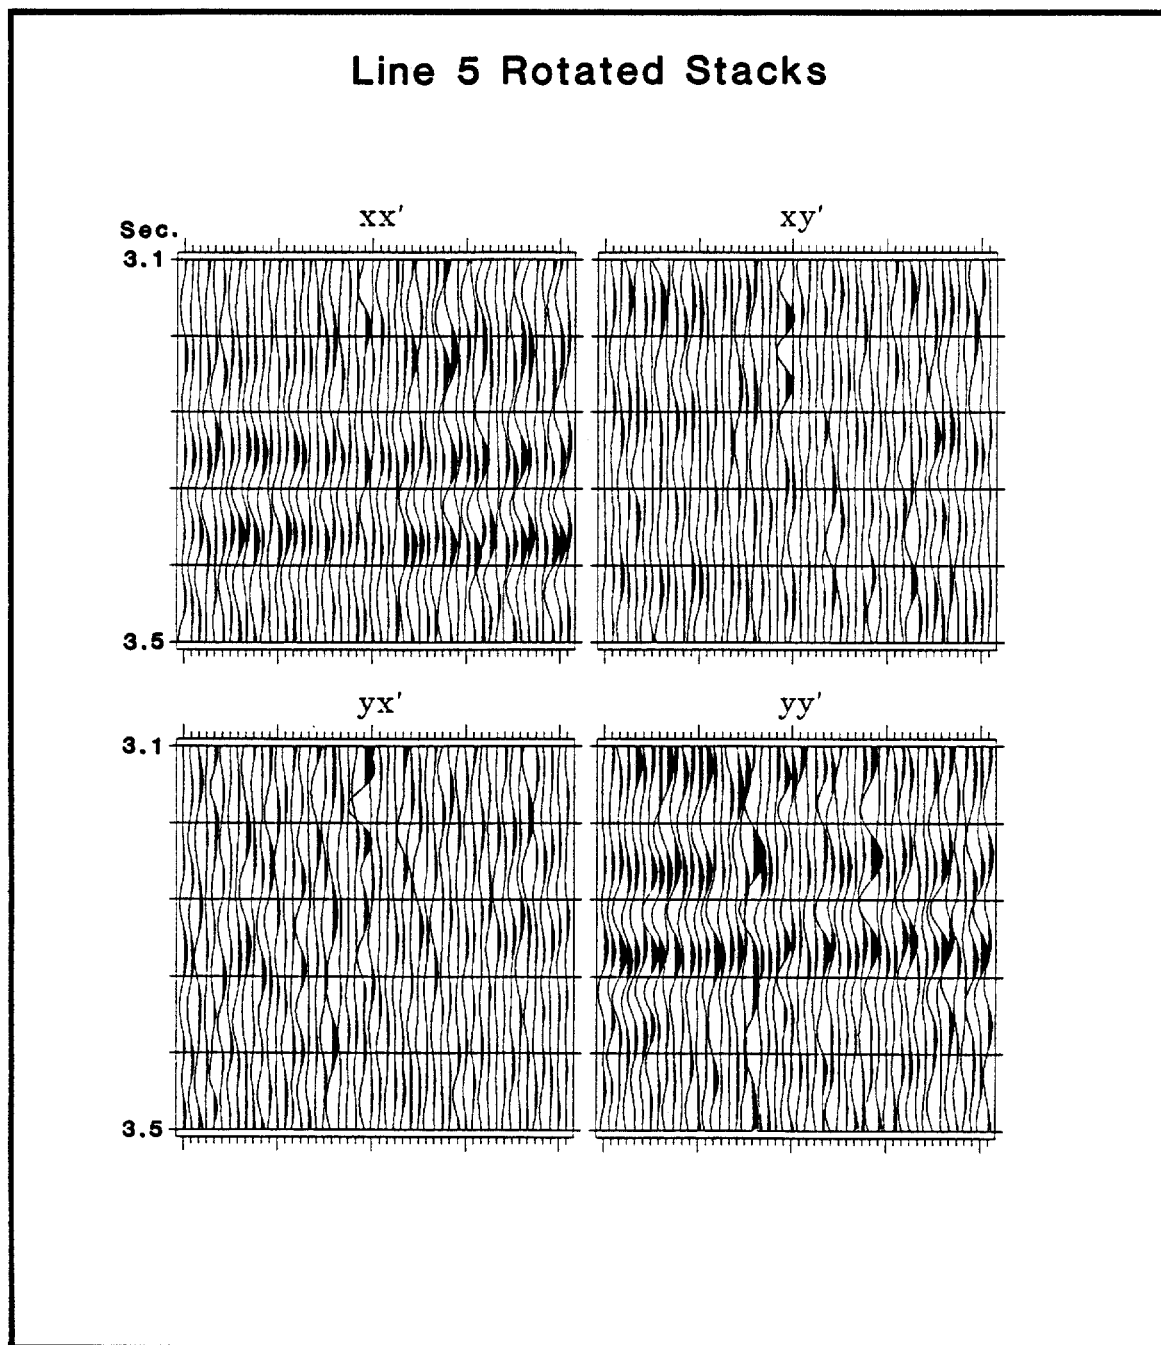 Line 5 Rotated Stacks
xx' xy'
Sec.
3.1
3.5
yx' yy'
3.1
3.5